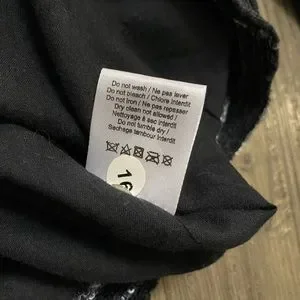 Do not wash / Ne pas laver
Do not bleach / Chlore interdit
Do not iron / Ne pas repasser
Dry clean not allowed /
Nettoyage à sec interdit
Do not tumble dry /
Sechage tambour interdit
16